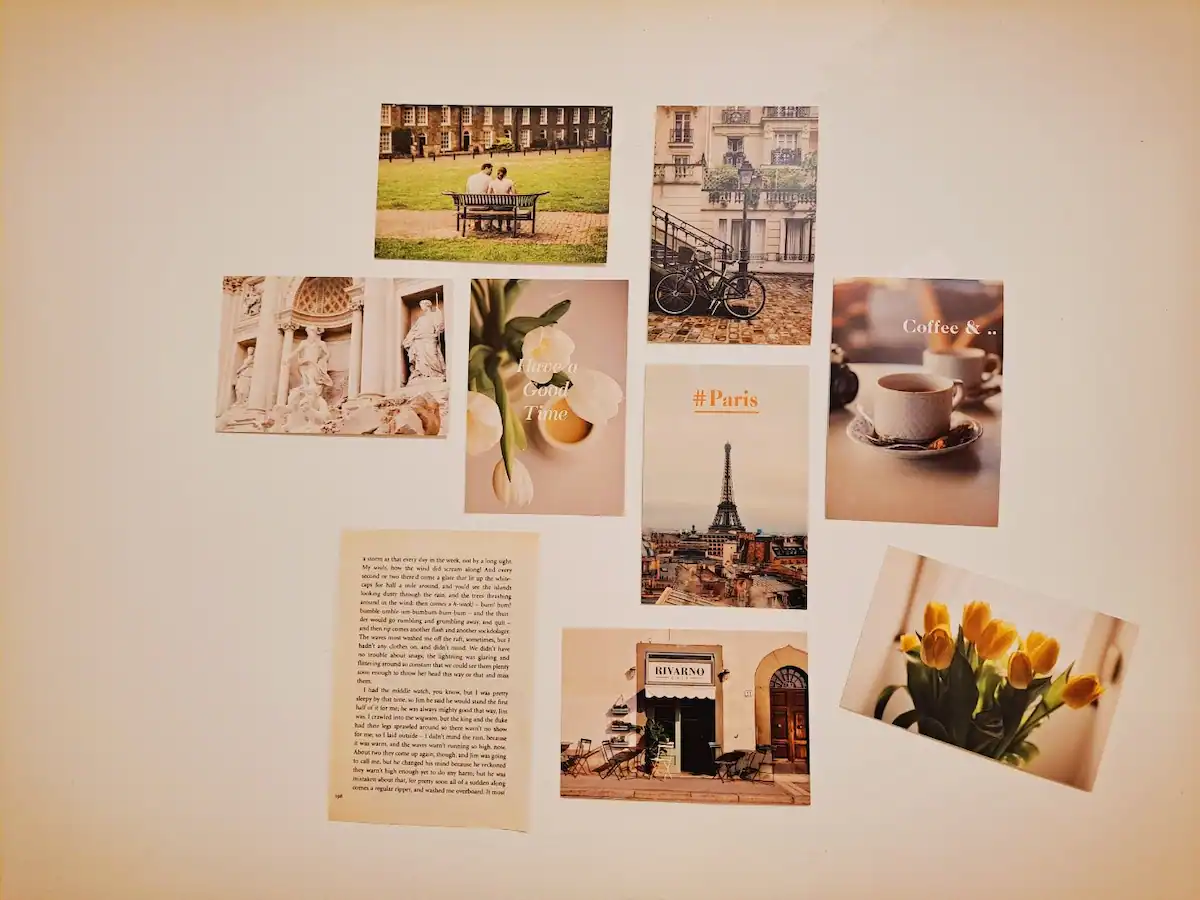 Coffee & ..
Have a
Good
Time
#Paris
a storm as that every day in the week, not by a long sight.
My souls, how the wind did scream along! And every
second or two there'd come a glare that lit up the white-
caps for half a mile around, and you'd see the islands
looking dusty through the rain, and the trees thrashing
around in the wind; then comes a h-wack! – bum! bum!
bumble-umble-um-bumbum-bum-bum – and the thun-
der would go rumbling and grumbling away, and quit –
and then rip comes another flash and another sockdolager.
The waves most washed me off the raft, sometimes, but I
hadn't any clothes on, and didn't mind. We didn't have
no trouble about snags; the lightning was glaring and
flittering around so constant that we could see them plenty
soon enough to throw her head this way or that and miss
them.
I had the middle watch, you know, but I was pretty
sleepy by that time, so Jim he said he would stand the first
half of it for me; he was always mighty good that way, Jim
was. I crawled into the wigwam, but the king and the duke
had their legs sprawled around so there wasn't no show
for me; so I laid outside – I didn't mind the rain, because
it was warm, and the waves wasn't running so high, now.
About two they come up again, though, and Jim was going
to call me, but he changed his mind because he reckoned
they warn't high enough yet to do any harm; but he was
mistaken about that, for pretty soon all of a sudden along
comes a regular ripper, and washed me overboard. It most
RIVARNO